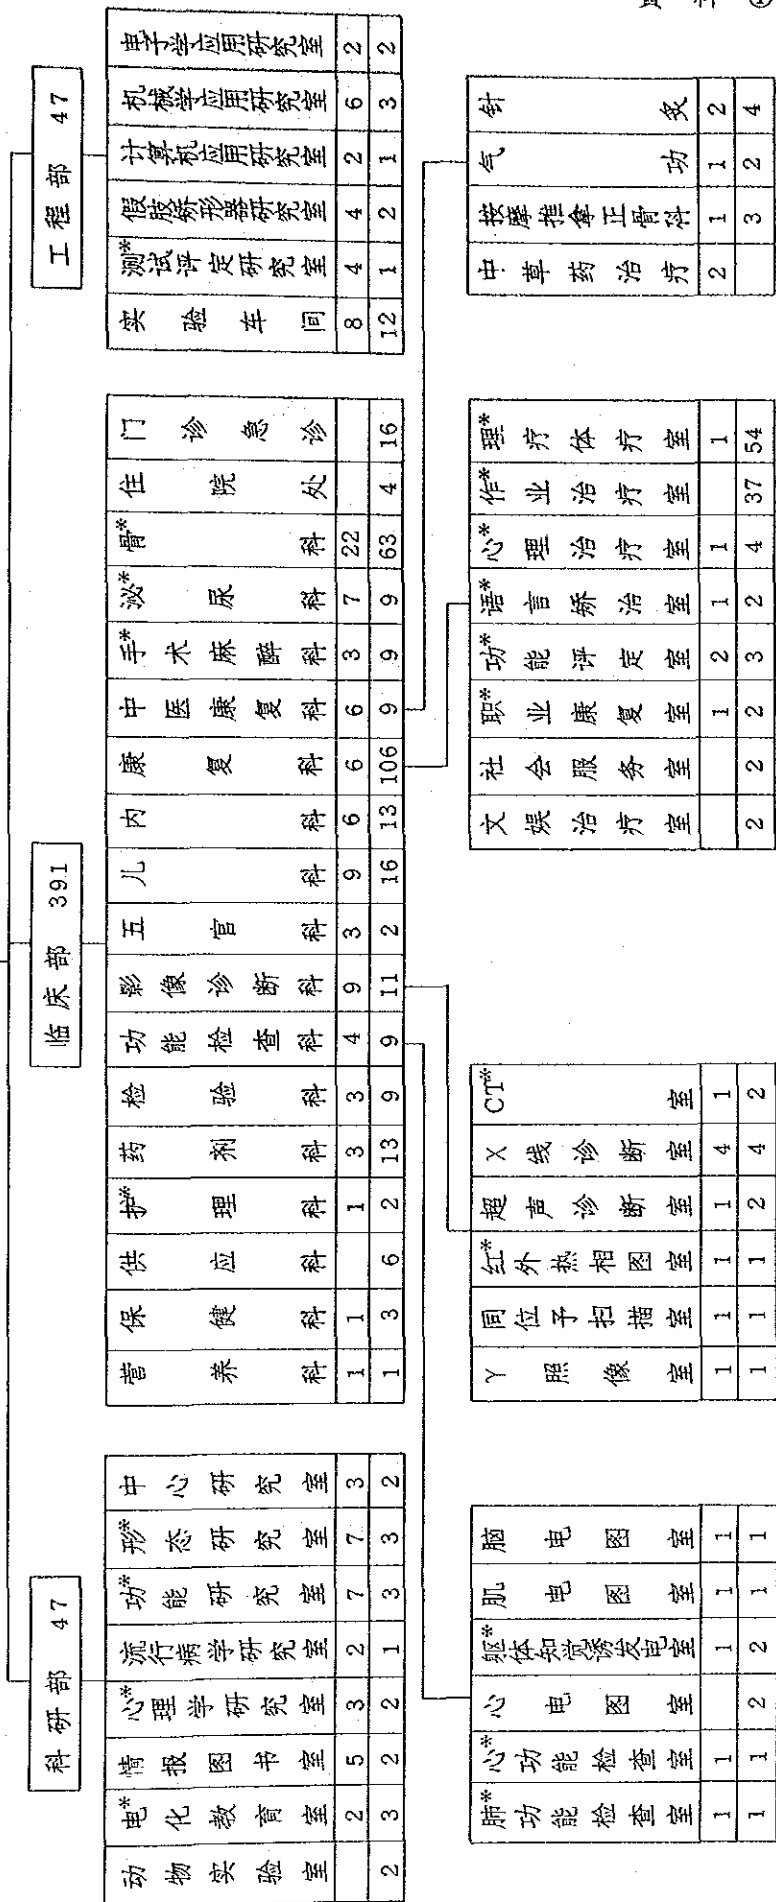 資料①
工程部 47
电子学应用研究室 2 2
机械学应用研究室 6 3
计算机应用研究室 2 1
假肢矫形器研究室 4 2
测*试评定研究室 4 1
实验车间 8 12
临床部 391
门诊急诊 16
住院处 4
骨*科 22 63
泌*尿科 7 9
手*术麻醉科 3 9
中医康复科 6 9
康复科 6 106
内科 6 13
儿科 9 16
五官科 3 2
影像诊断科 9 11
功能检查科 4 9
检验科 3 9
药剂科 3 13
护*理科 1 2
供应科 6
保健科 1 3
营养科 1 1
科研部 47
中心研究室 3 2
形*态研究室 7 3
功*能研究室 7 3
流行病学研究室 2 1
心*理学研究室 3 2
情报图书室 5 2
电*化教育室 2 3
动物实验室 2
针灸 2 4
气功 1 2
按摩推拿正骨科 1 3
中草药治疗 2
理*疗体疗室 1 54
作*业治疗室 37
心*理治疗室 1 4
语*言矫治室 1 2
功*能评定室 2 3
职*业康复室 1 2
社会服务室 2
文娱治疗室 2
CT*室 1 2
X线诊断室 4 4
超声诊断室 1 2
红*外热相图室 1 1
同位子扫描室 1 1
Y照像室 1 1
脑电图室 1 1
肌电图室 1 1
躯*体知觉诱发电室 1 2
心电图室 2
心*功能检查室 1 1
肺*功能检查室 1 1